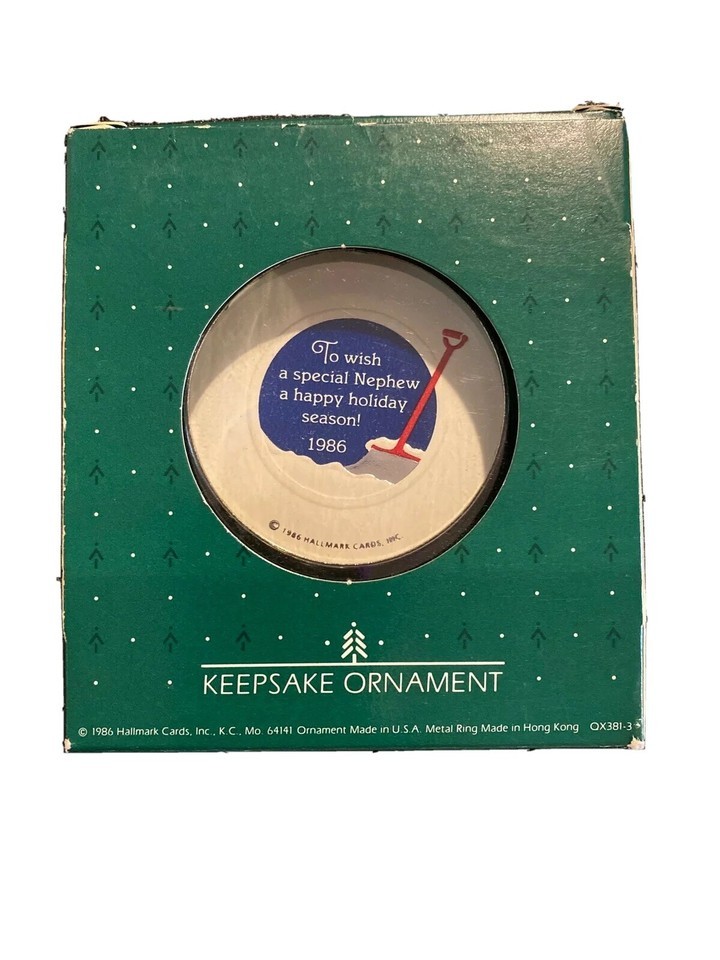 To wish
a special Nephew
a happy holiday
season!
1986
© 1986 HALLMARK CARDS, INC.
KEEPSAKE ORNAMENT
© 1986 Hallmark Cards, Inc., K.C., Mo. 64141 Ornament Made in U.S.A. Metal Ring Made in Hong Kong QX381-3